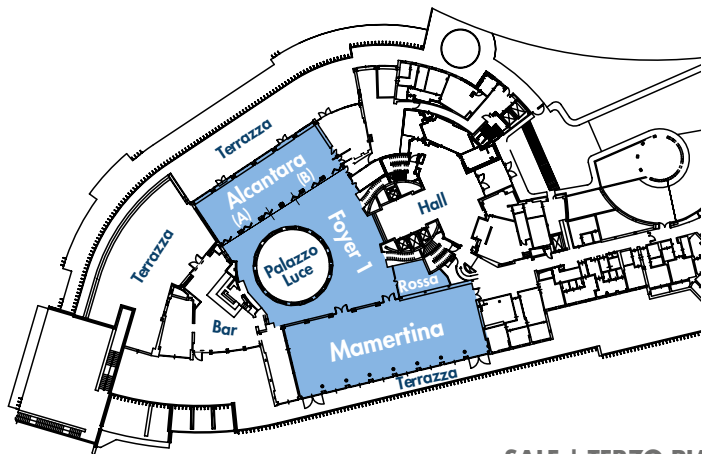 Terrazza
Alcantara
(A)
(B)
Terrazza
Foyer 1
Hall
Palazzo
Luce
Rossa
Bar
Mamertina
Terrazza